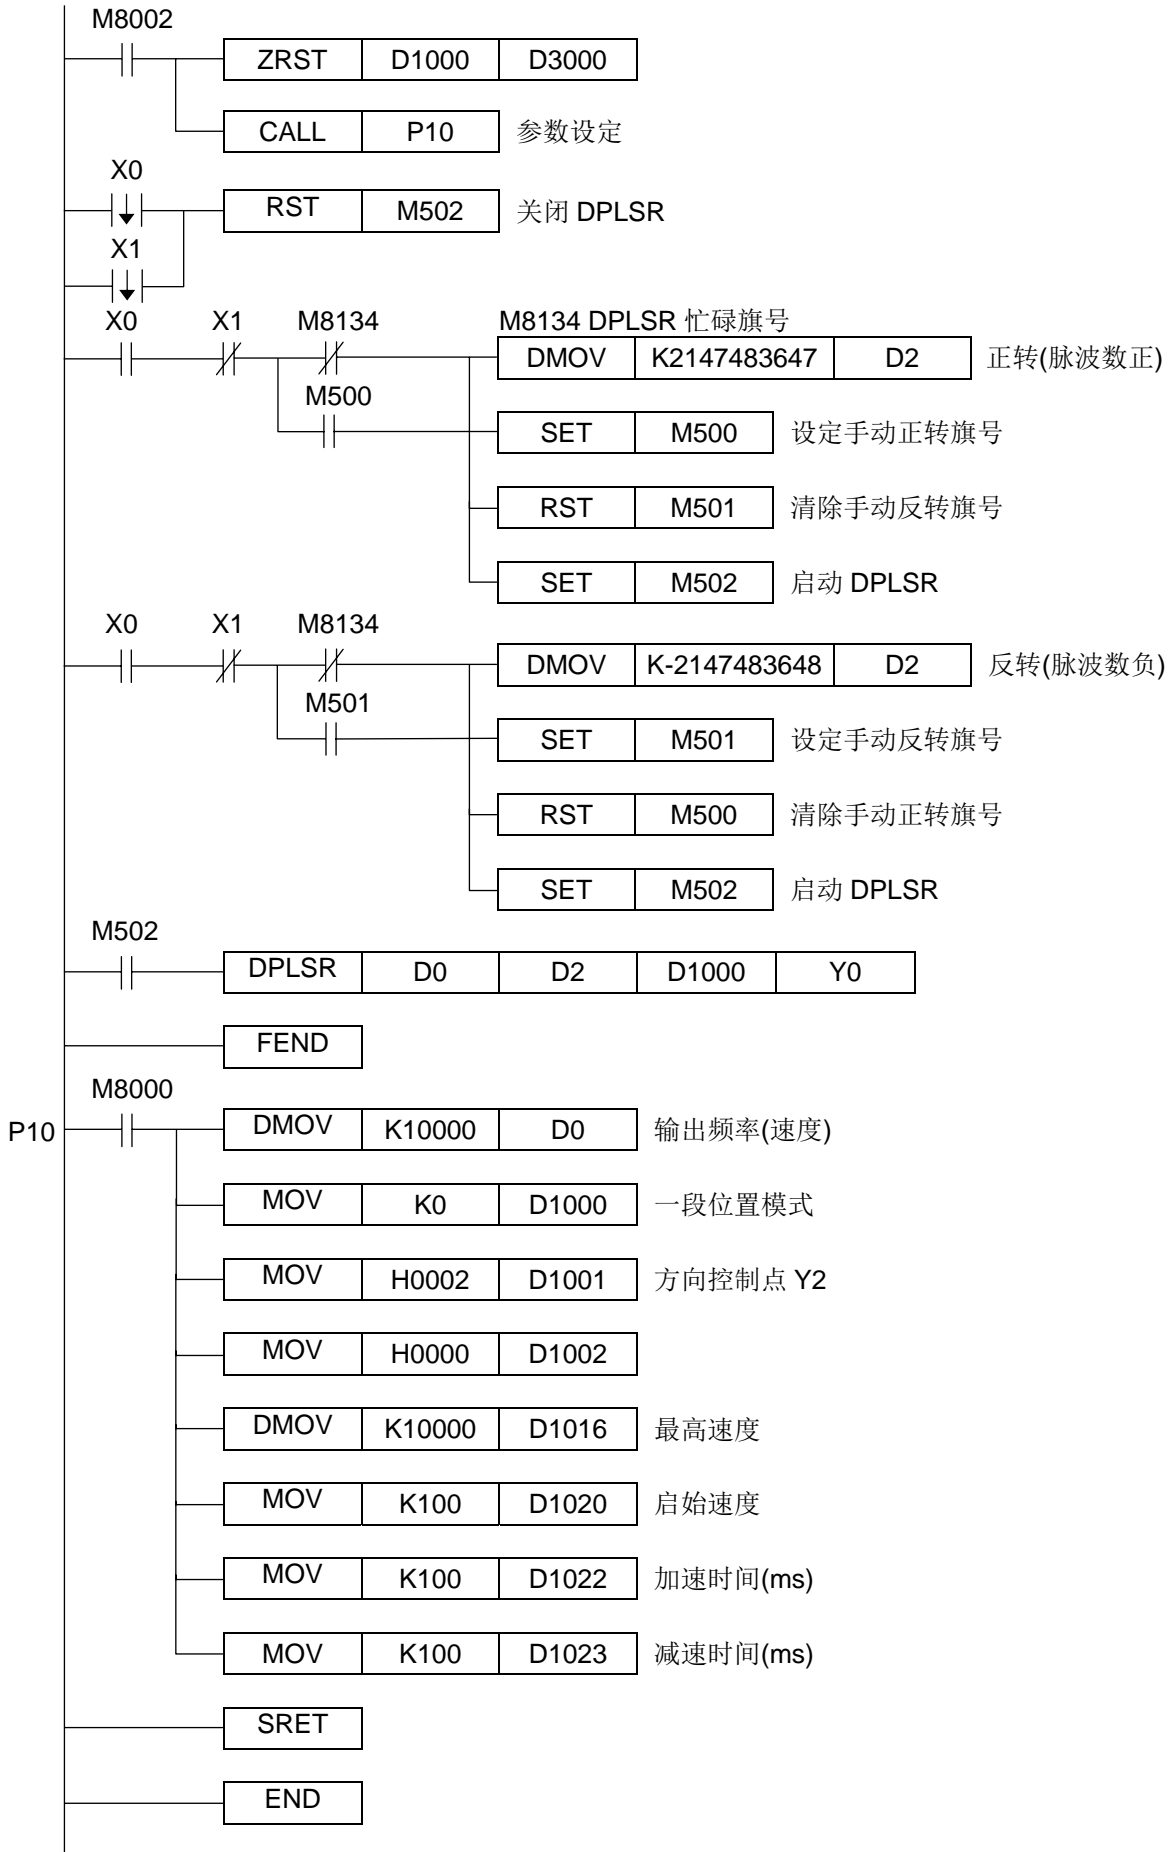 M8002
ZRST D1000 D3000
CALL P10 参数设定
X0
RST M502 关闭 DPLSR
X1
X0 X1 M8134 M8134 DPLSR 忙碌旗号
DMOV K2147483647 D2 正转(脉波数正)
M500
SET M500 设定手动正转旗号
RST M501 清除手动反转旗号
SET M502 启动 DPLSR
X0 X1 M8134
DMOV K-2147483648 D2 反转(脉波数负)
M501
SET M501 设定手动反转旗号
RST M500 清除手动正转旗号
SET M502 启动 DPLSR
M502
DPLSR D0 D2 D1000 Y0
FEND
M8000
P10 DMOV K10000 D0 输出频率(速度)
MOV K0 D1000 一段位置模式
MOV H0002 D1001 方向控制点 Y2
MOV H0000 D1002
DMOV K10000 D1016 最高速度
MOV K100 D1020 启始速度
MOV K100 D1022 加速时间(ms)
MOV K100 D1023 减速时间(ms)
SRET
END